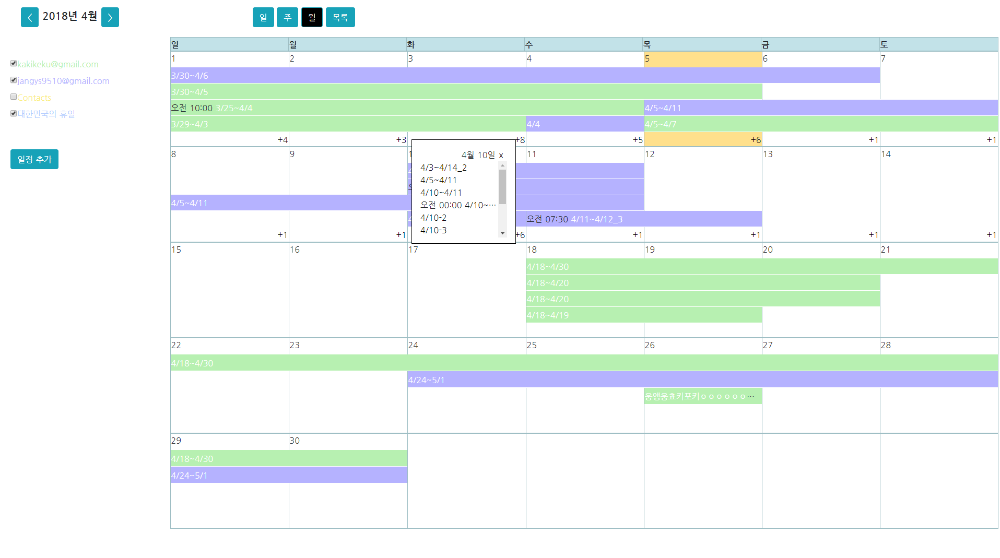 2018년 4월
일 주 월 목록
kakikeku@gmail.com
jangys9510@gmail.com
Contacts
대한민국의 휴일
일정 추가
일 월 화 수 목 금 토
1 2 3 4 5 6 7
3/30~4/6
3/30~4/5
오전 10:00 3/25~4/4 4/5~4/11
3/29~4/3 4/4 4/5~4/7
+4 +3 +8 +5 +6 +1 +1
8 9 11 12 13 14
4/5~4/11
오전 07:30 4/11~4/12_3
+1 +1 +6 +1 +1 +1 +1
4월 10일 x
4/3~4/14_2
4/5~4/11
4/10~4/11
오전 00:00 4/10~…
4/10-2
4/10-3
15 16 17 18 19 20 21
4/18~4/30
4/18~4/20
4/18~4/20
4/18~4/19
22 23 24 25 26 27 28
4/18~4/30
4/24~5/1
웅앵웅쵸키포키ㅇㅇㅇㅇㅇㅇ…
29 30
4/18~4/30
4/24~5/1